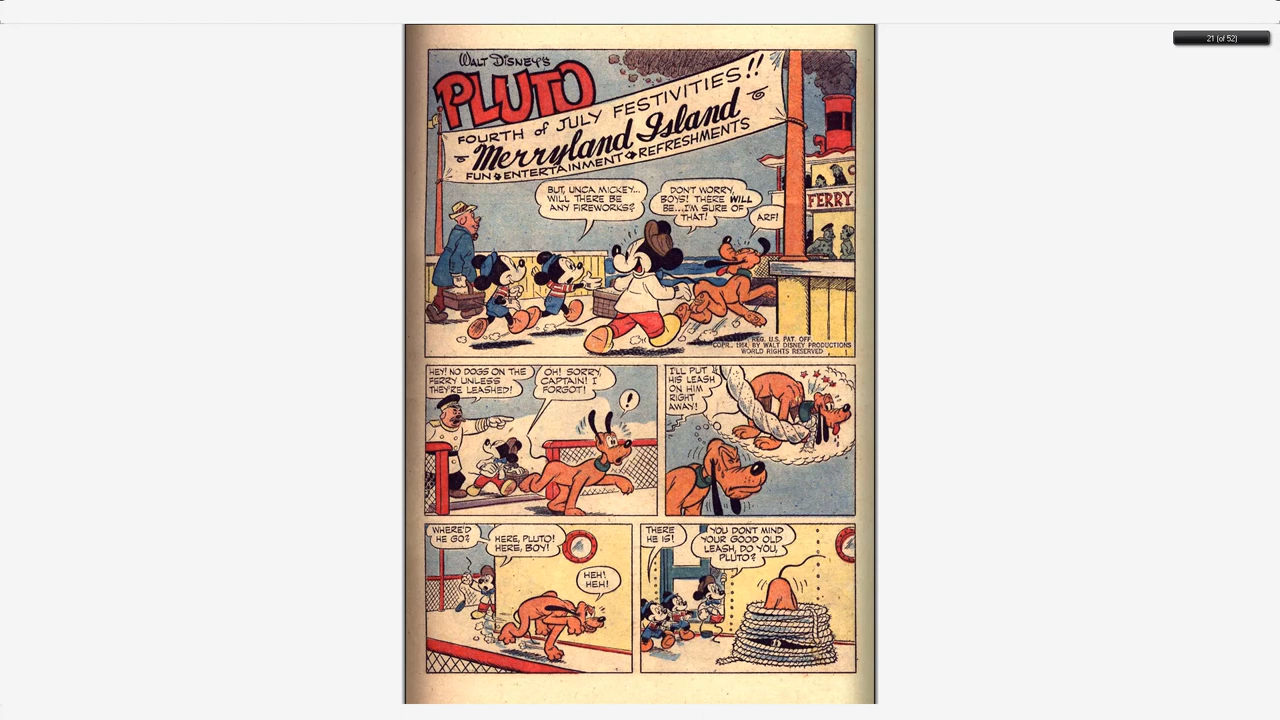 21 (of 52)
WALT DISNEY'S
PLUTO
FOURTH of JULY FESTIVITIES!!
Merryland Island
FUN ENTERTAINMENT REFRESHMENTS
FERRY
BUT, UNCA MICKEY...
WILL THERE BE
ANY FIREWORKS?
DON'T WORRY,
BOYS! THERE WILL
BE...I'M SURE OF
THAT!
ARF!
REG. U.S. PAT. OFF.
COPR., 1954, BY WALT DISNEY PRODUCTIONS
WORLD RIGHTS RESERVED
HEY! NO DOGS ON THE
FERRY UNLESS
THEY'RE LEASHED!
OH! SORRY,
CAPTAIN! I
FORGOT!
!
I'LL PUT
HIS LEASH
ON HIM
RIGHT
AWAY!
WHERE'D
HE GO?
HERE, PLUTO!
HERE, BOY!
HEH!
HEH!
THERE
HE IS!
YOU DON'T MIND
YOUR GOOD OLD
LEASH, DO YOU,
PLUTO?